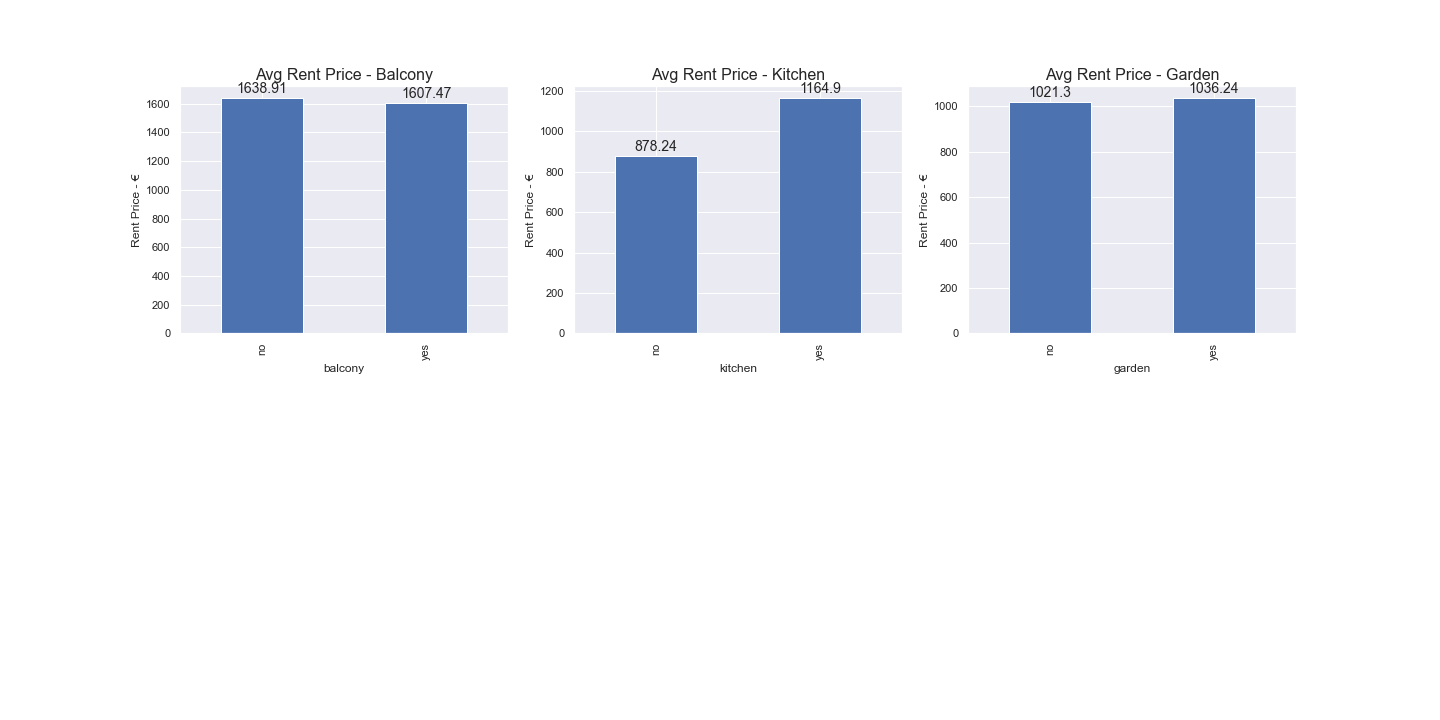 Avg Rent Price - Balcony
1638.91
1607.47
1600
1400
1200
1000
800
600
400
200
0
Rent Price - €
no
yes
balcony
Avg Rent Price - Kitchen
1164.9
878.24
1200
1000
800
600
400
200
0
Rent Price - €
no
yes
kitchen
Avg Rent Price - Garden
1021.3
1036.24
1000
800
600
400
200
0
Rent Price - €
no
yes
garden